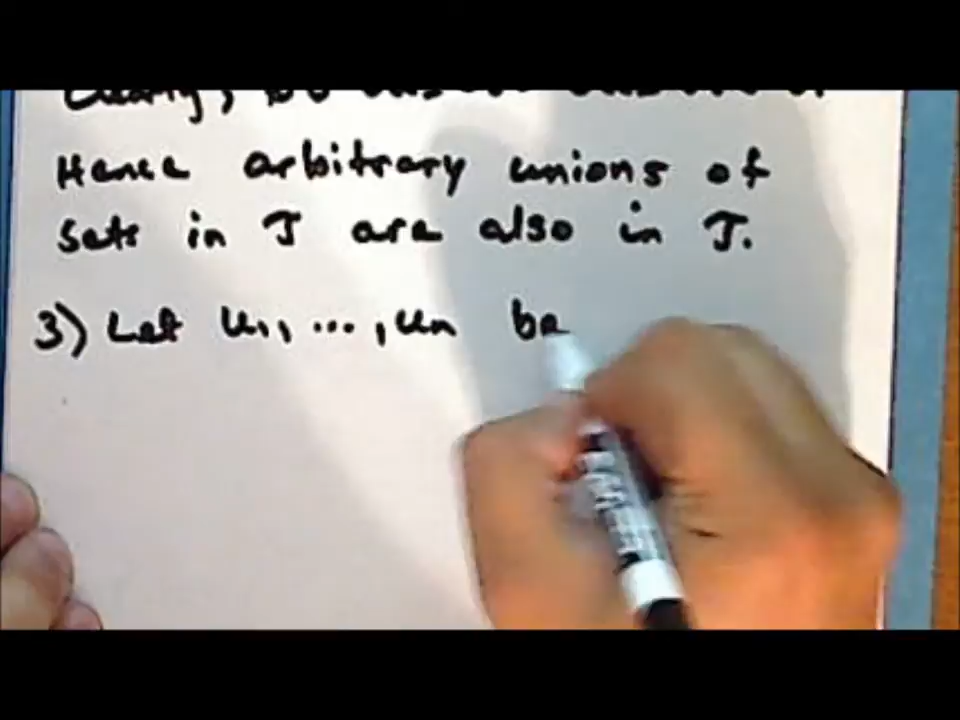 Hence arbitrary unions of
sets in T are also in T.
3) Let U1, ..., Un be